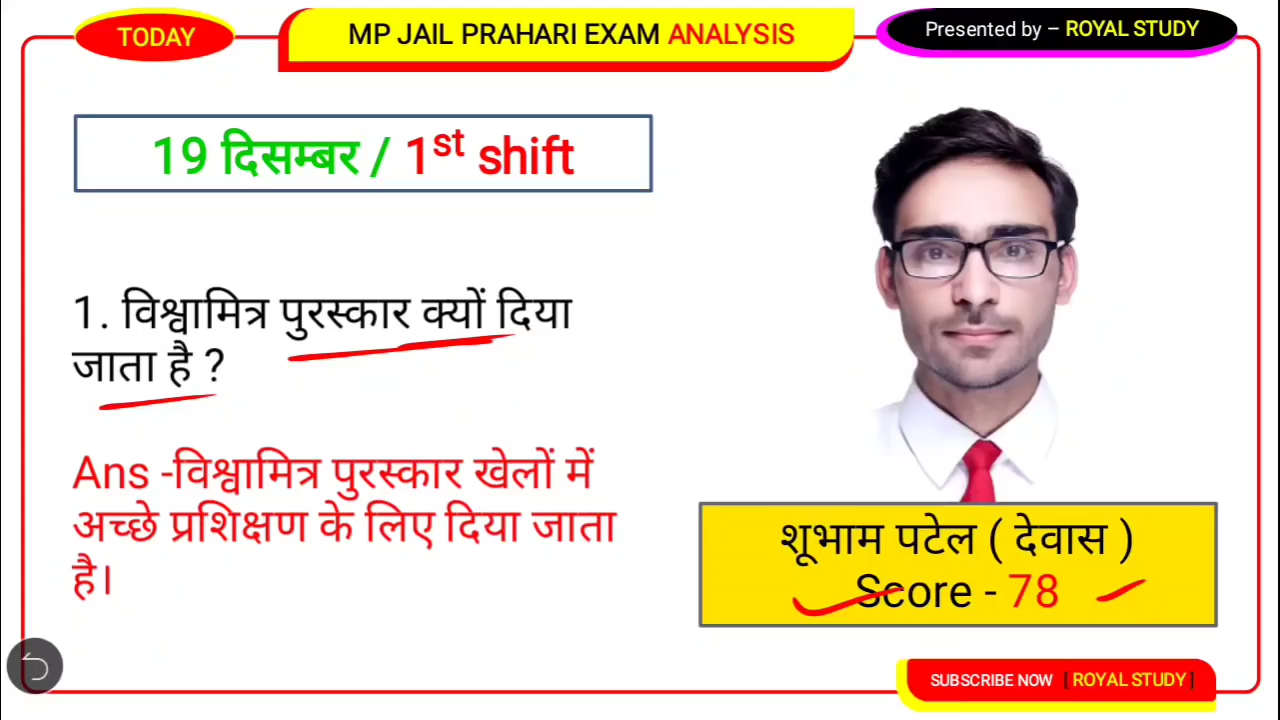 TODAY
MP JAIL PRAHARI EXAM ANALYSIS
Presented by – ROYAL STUDY
19 दिसम्बर / 1st shift
1. विश्वामित्र पुरस्कार क्यों दिया
जाता है ?
Ans -विश्वामित्र पुरस्कार खेलों में
अच्छे प्रशिक्षण के लिए दिया जाता
है।
शूभाम पटेल ( देवास )
Score - 78
SUBSCRIBE NOW [ ROYAL STUDY ]